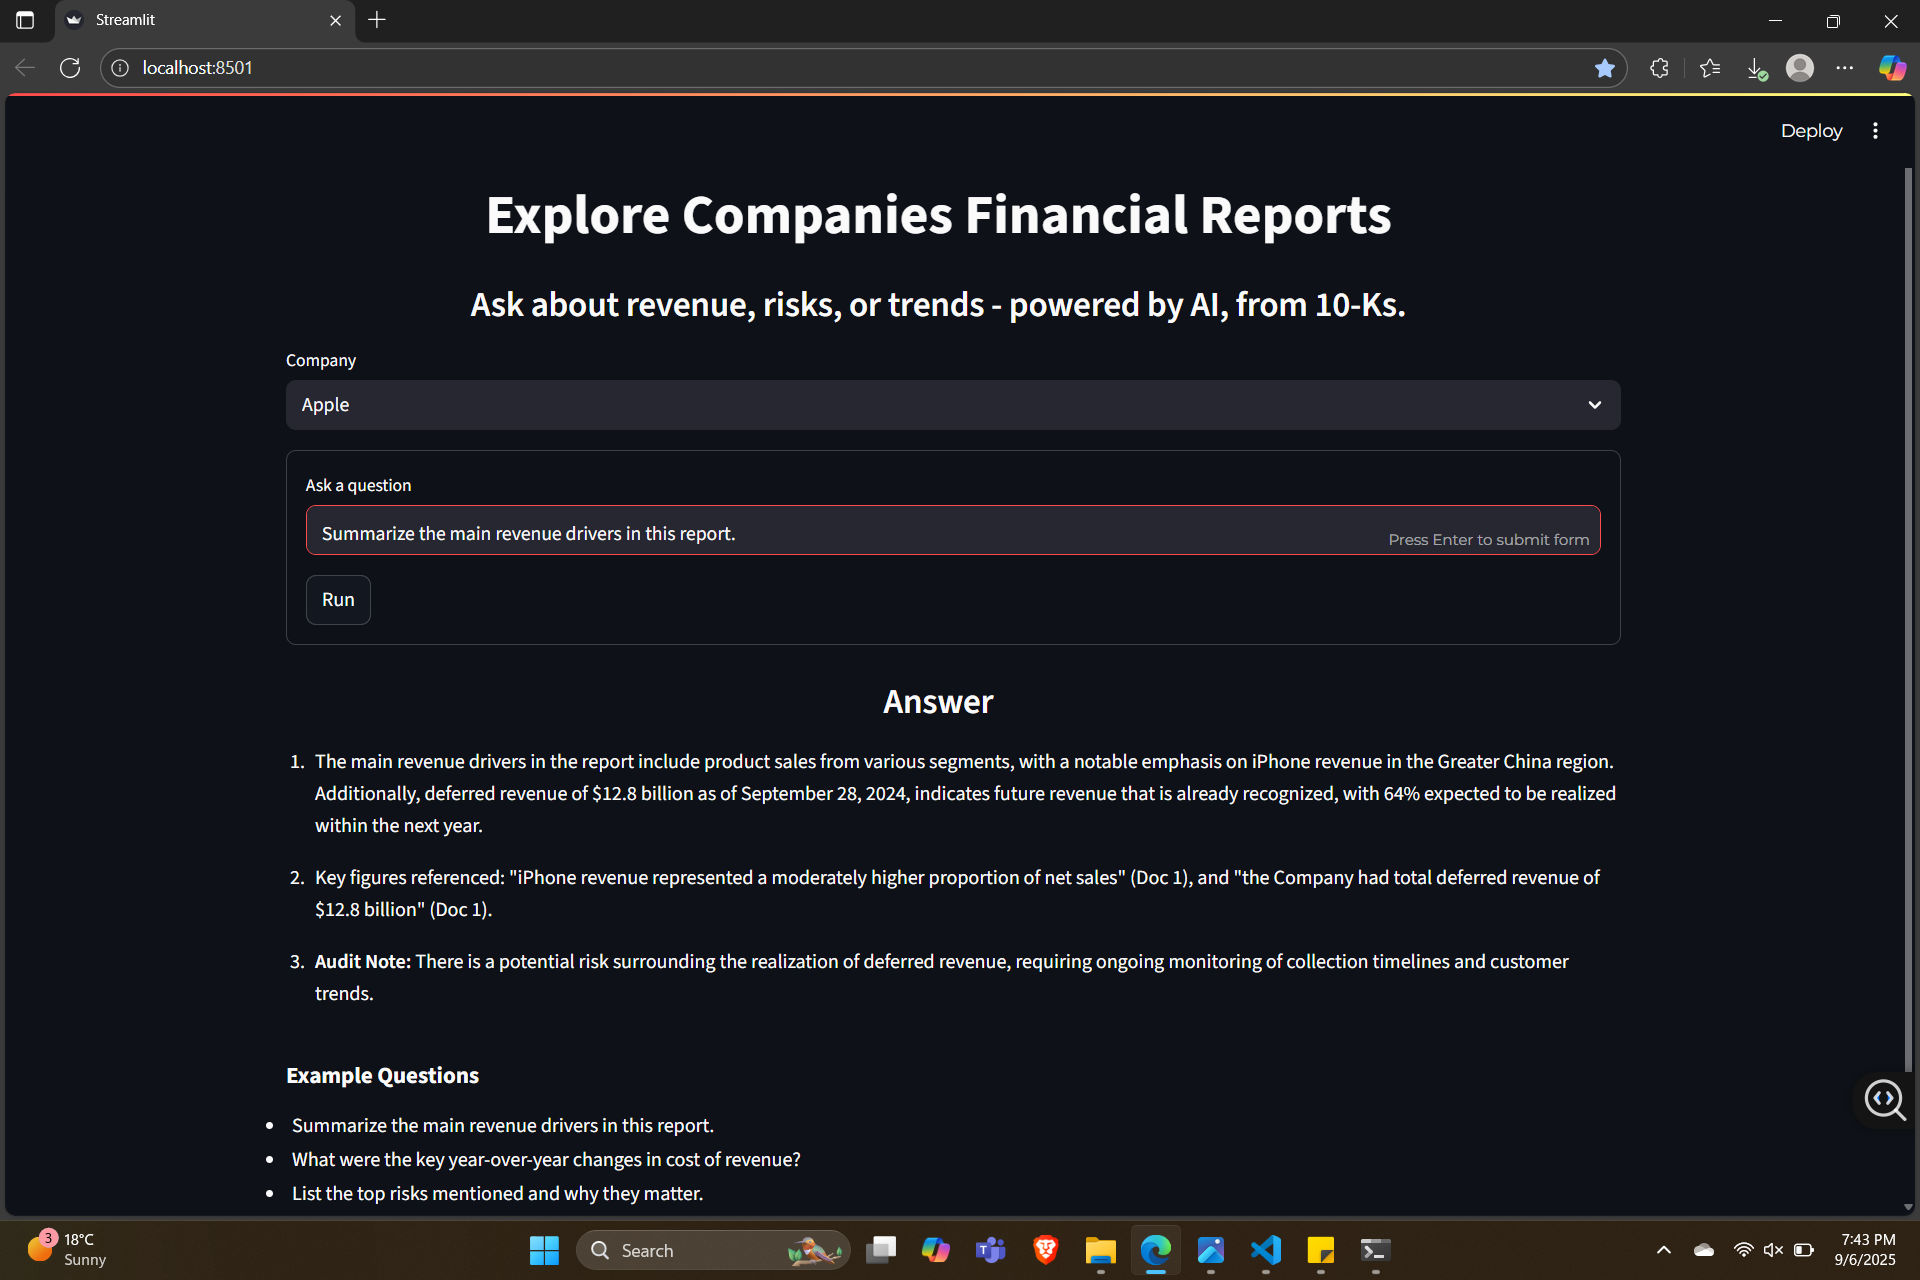 Streamlit
localhost:8501
Deploy
Explore Companies Financial Reports
Ask about revenue, risks, or trends - powered by AI, from 10-Ks.
Company
Apple
Ask a question
Summarize the main revenue drivers in this report.
Press Enter to submit form
Run
Answer
1. The main revenue drivers in the report include product sales from various segments, with a notable emphasis on iPhone revenue in the Greater China region.
Additionally, deferred revenue of $12.8 billion as of September 28, 2024, indicates future revenue that is already recognized, with 64% expected to be realized
within the next year.
2. Key figures referenced: "iPhone revenue represented a moderately higher proportion of net sales" (Doc 1), and "the Company had total deferred revenue of
$12.8 billion" (Doc 1).
3. Audit Note: There is a potential risk surrounding the realization of deferred revenue, requiring ongoing monitoring of collection timelines and customer
trends.
Example Questions
• Summarize the main revenue drivers in this report.
• What were the key year-over-year changes in cost of revenue?
• List the top risks mentioned and why they matter.
3
18°C
Sunny
Search
7:43 PM
9/6/2025